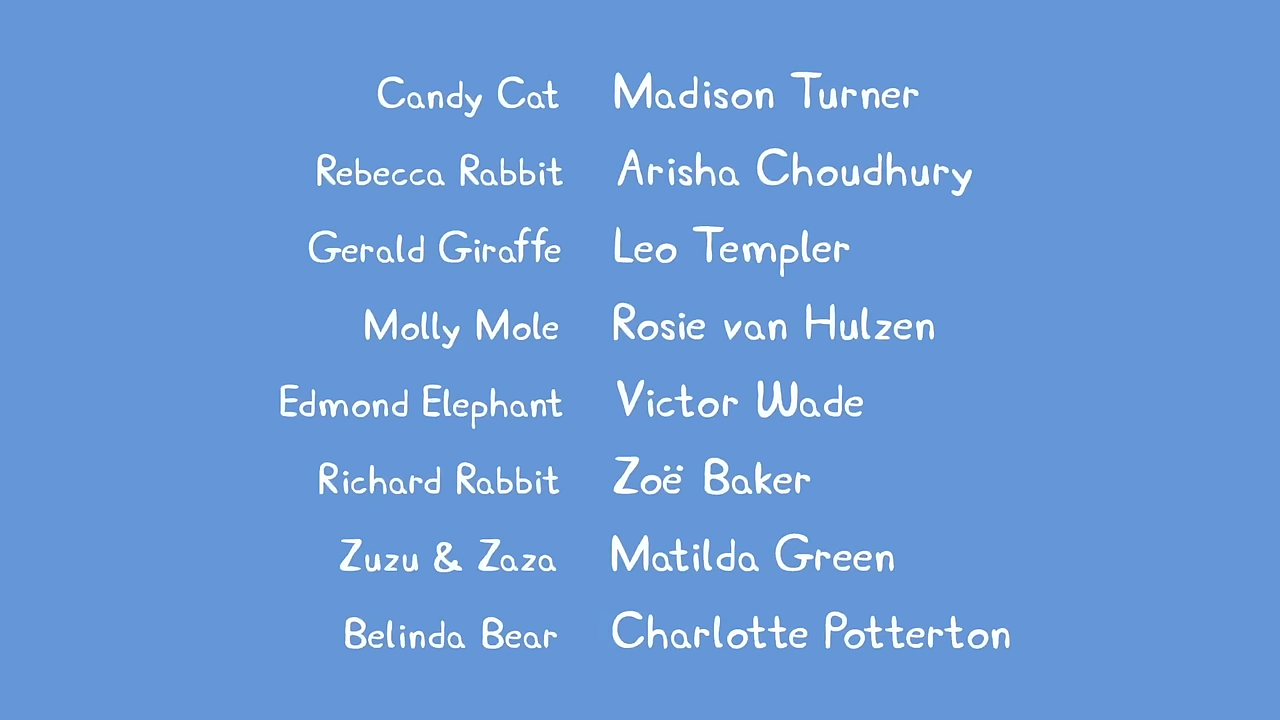 Candy Cat Madison Turner
Rebecca Rabbit Arisha Choudhury
Gerald Giraffe Leo Templer
Molly Mole Rosie van Hulzen
Edmond Elephant Victor Wade
Richard Rabbit Zoë Baker
Zuzu & Zaza Matilda Green
Belinda Bear Charlotte Potterton